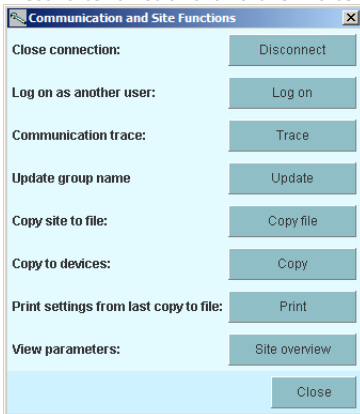 Communication and Site Functions
Close connection: Disconnect
Log on as another user: Log on
Communication trace: Trace
Update group name Update
Copy site to file: Copy file
Copy to devices: Copy
Print settings from last copy to file: Print
View parameters: Site overview
Close